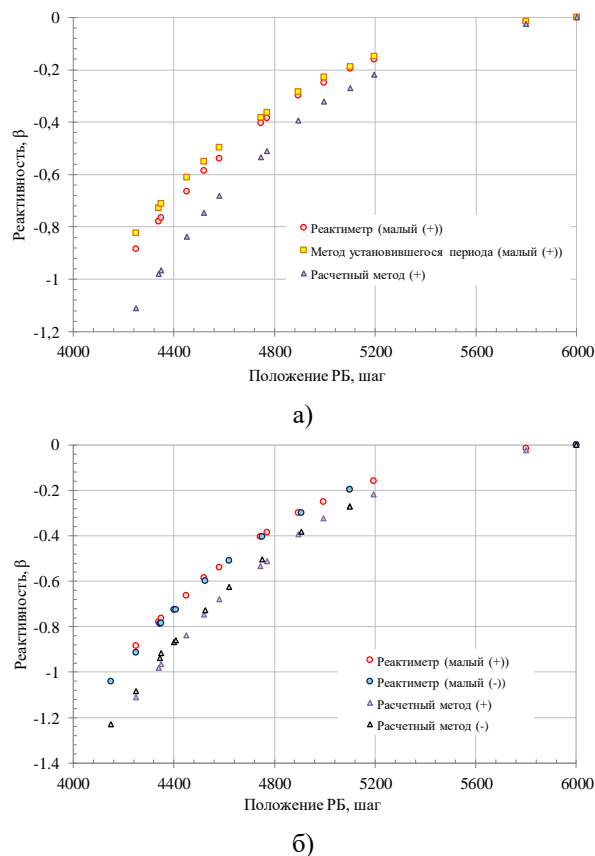 0
-0,2
-0,4
-0,6
-0,8
-1
-1,2
Реактивность, β
Реактиметр (малый (+))
Метод установившегося периода (малый (+))
Расчетный метод (+)
4000 4400 4800 5200 5600 6000
Положение РБ, шаг
а)
0
-0.2
-0.4
-0.6
-0.8
-1
-1.2
-1.4
Реактивность, β
Реактиметр (малый (+))
Реактиметр (малый (-))
Расчетный метод (+)
Расчетный метод (-)
4000 4400 4800 5200 5600 6000
Положение РБ, шаг
б)